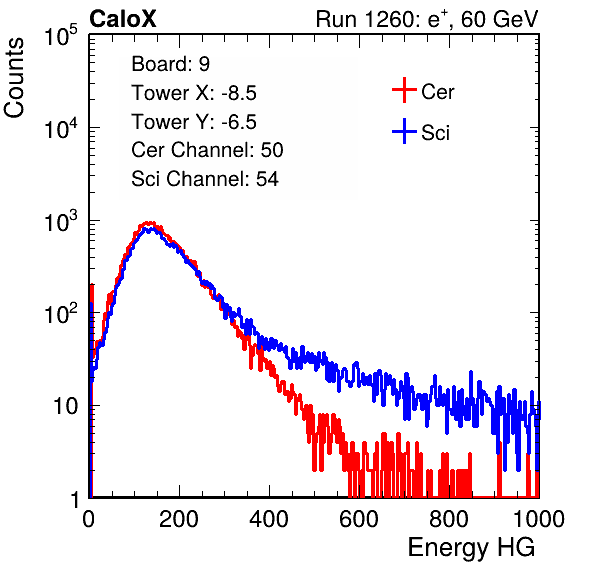 CaloX Run 1260: e⁺, 60 GeV
Counts
10⁵
10⁴
10³
10²
10
1
Board: 9
Tower X: -8.5
Tower Y: -6.5
Cer Channel: 50
Sci Channel: 54
Cer
Sci
0 200 400 600 800 1000
Energy HG